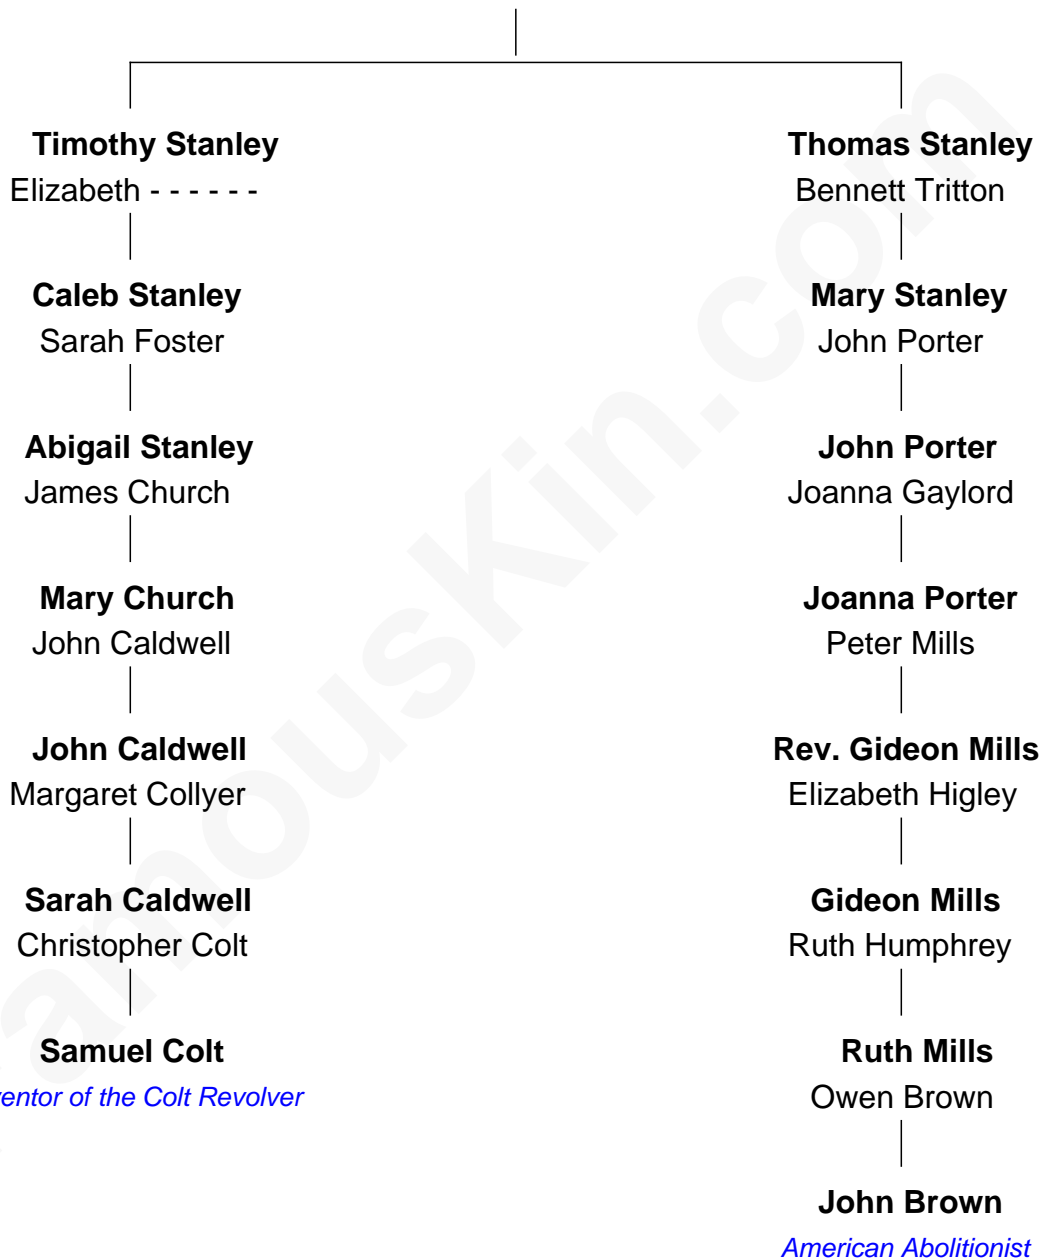 Timothy Stanley
Elizabeth - - - - - -
Caleb Stanley
Sarah Foster
Abigail Stanley
James Church
Mary Church
John Caldwell
John Caldwell
Margaret Collyer
Sarah Caldwell
Christopher Colt
Samuel Colt
entor of the Colt Revolver
Thomas Stanley
Bennett Tritton
Mary Stanley
John Porter
John Porter
Joanna Gaylord
Joanna Porter
Peter Mills
Rev. Gideon Mills
Elizabeth Higley
Gideon Mills
Ruth Humphrey
Ruth Mills
Owen Brown
John Brown
American Abolitionist
amousKin.com